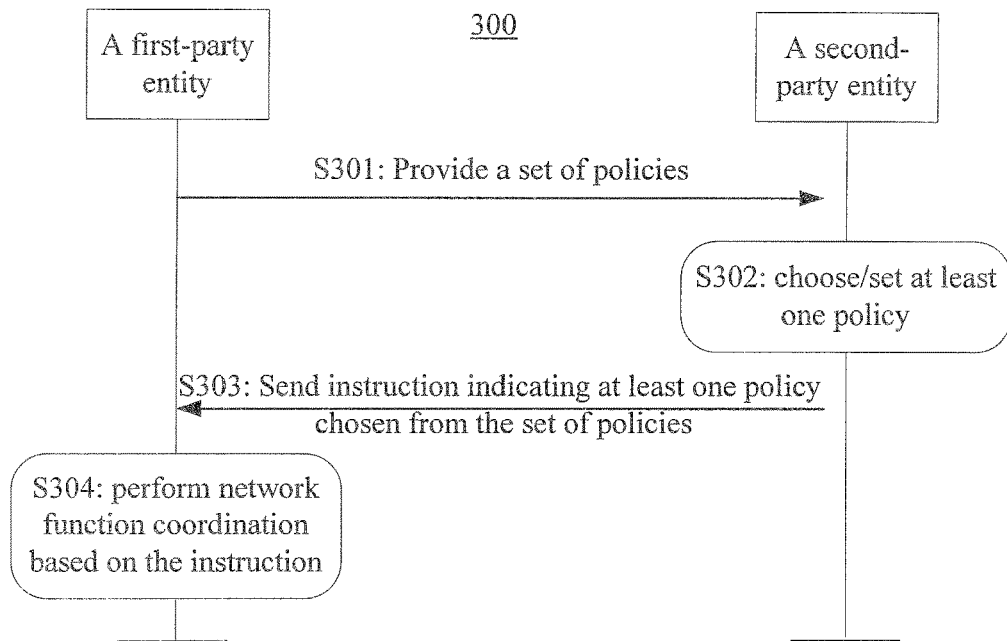 300
A first-party
entity
A second-
party entity
S301: Provide a set of policies
S302: choose/set at least
one policy
S303: Send instruction indicating at least one policy
chosen from the set of policies
S304: perform network
function coordination
based on the instruction